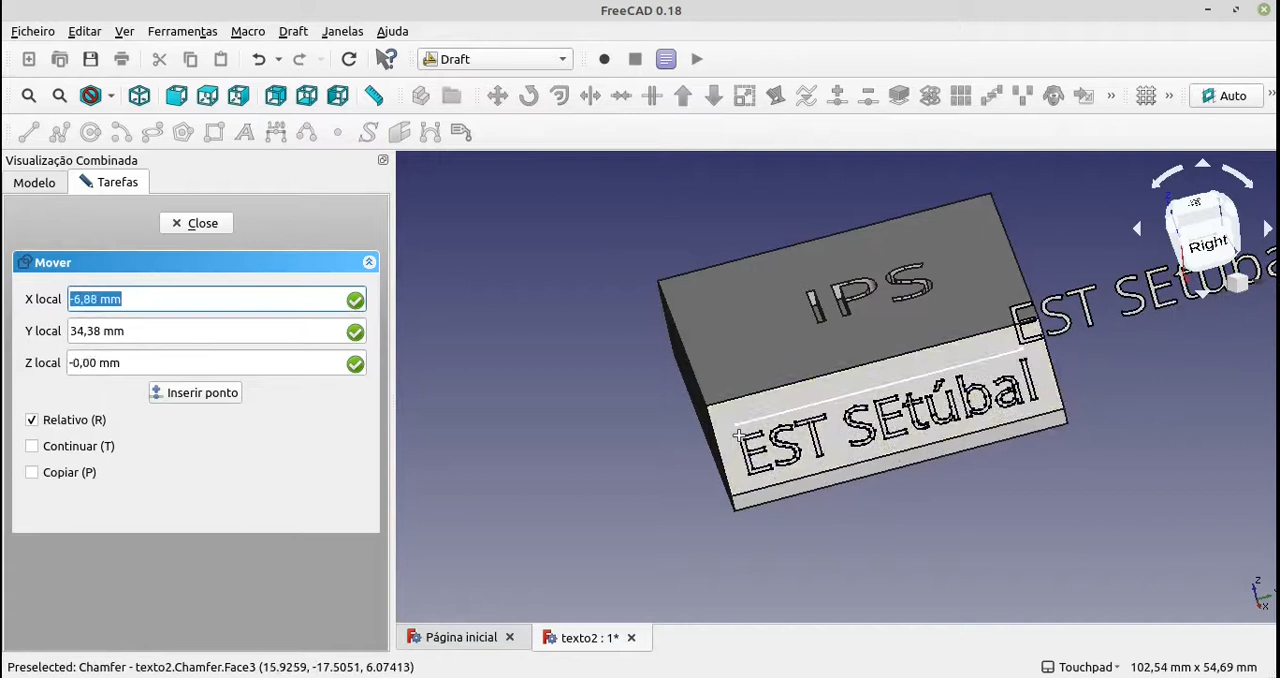 FreeCAD 0.18
Ficheiro Editar Ver Ferramentas Macro Draft Janelas Ajuda
Draft
Auto
Visualização Combinada
Modelo Tarefas
Close
Mover
X local -6,88 mm
Y local 34,38 mm
Z local -0,00 mm
Inserir ponto
Relativo (R)
Continuar (T)
Copiar (P)
IPS
EST SEtúba
EST SEtúbal
Right
Z
X
Página inicial texto2 : 1*
Preselected: Chamfer - texto2.Chamfer.Face3 (15.9259, -17.5051, 6.07413) Touchpad 102,54 mm x 54,69 mm